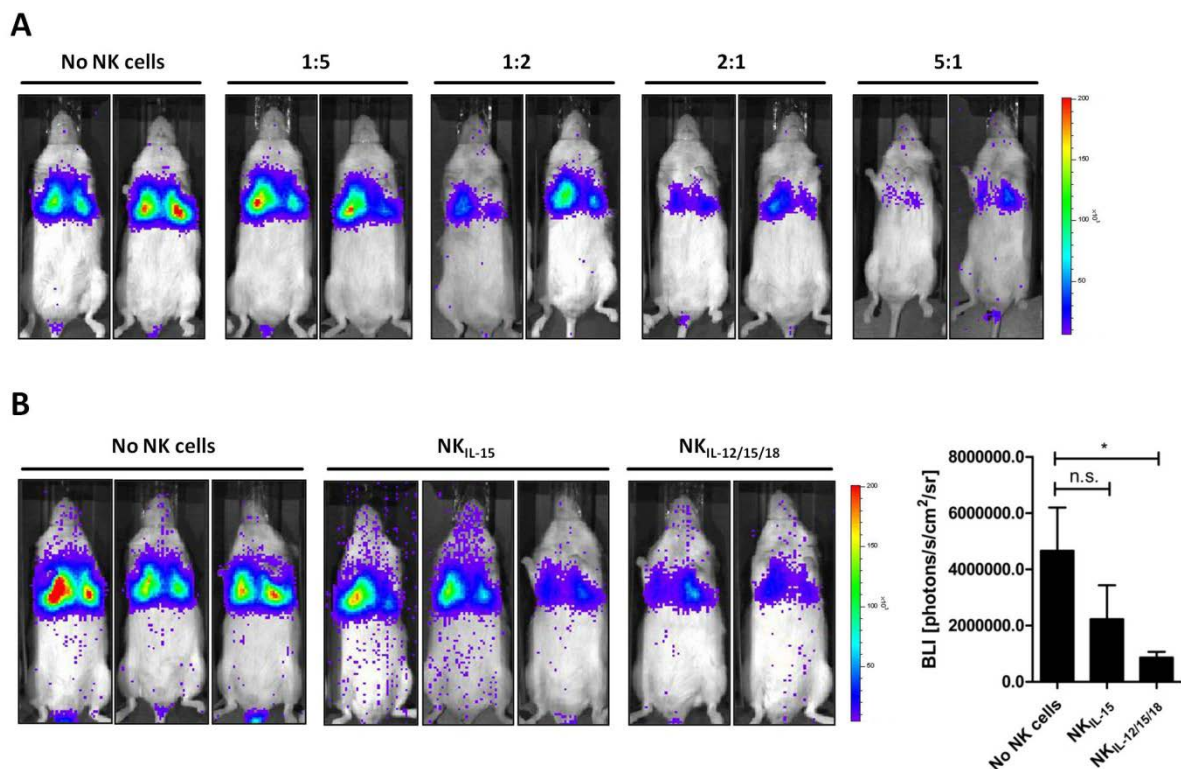 A
No NK cells 1:5 1:2 2:1 5:1
200
150
100
50
B
No NK cells NKIL-15 NKIL-12/15/18
200
150
100
50
8000000.0
6000000.0
4000000.0
2000000.0
0.0
BLI [photons/s/cm²/sr]
*
n.s.
No NK cells
NKIL-15
NKIL-12/15/18